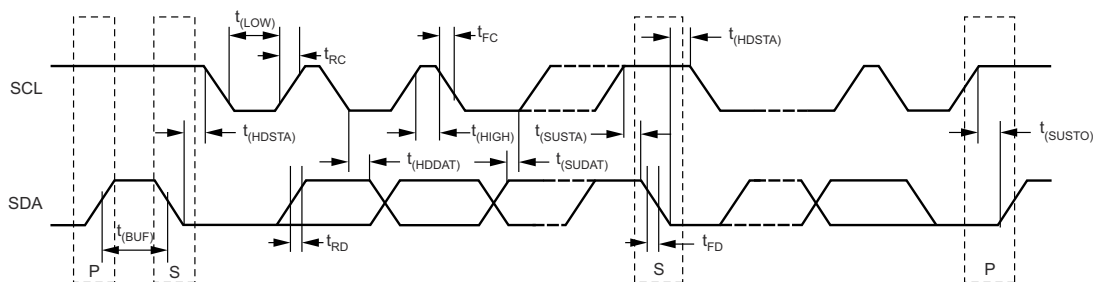 t(LOW)
tRC
tFC
t(HDSTA)
SCL
t(HDSTA)
t(HIGH)
t(SUSTA)
t(SUSTO)
t(HDDAT)
t(SUDAT)
SDA
t(BUF)
tRD
tFD
P
S
S
P